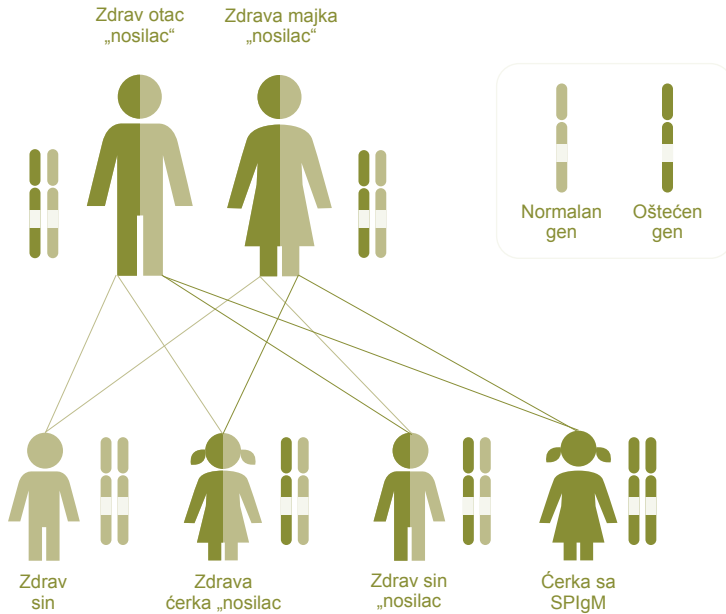 Zdrav otac
„nosilac“
Zdrava majka
„nosilac“
Normalan
gen
Oštećen
gen
Zdrav
sin
Zdrava
ćerka „nosilac
Zdrav sin
„nosilac
Ćerka sa
SPIgM